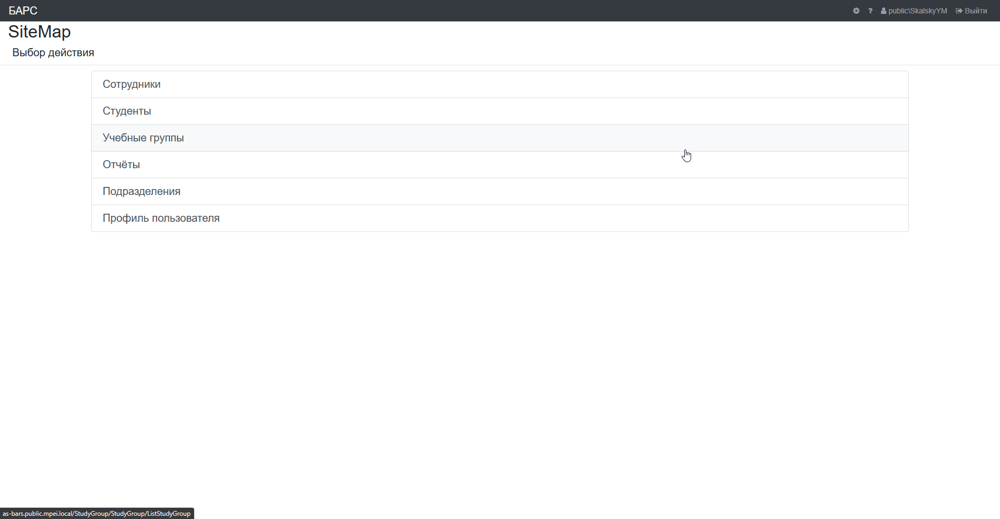 БАРС
? public\SkalskyYM Выйти
SiteMap
Выбор действия
Сотрудники
Студенты
Учебные группы
Отчёты
Подразделения
Профиль пользователя
as-bars.public.mpei.local/StudyGroup/StudyGroup/ListStudyGroup